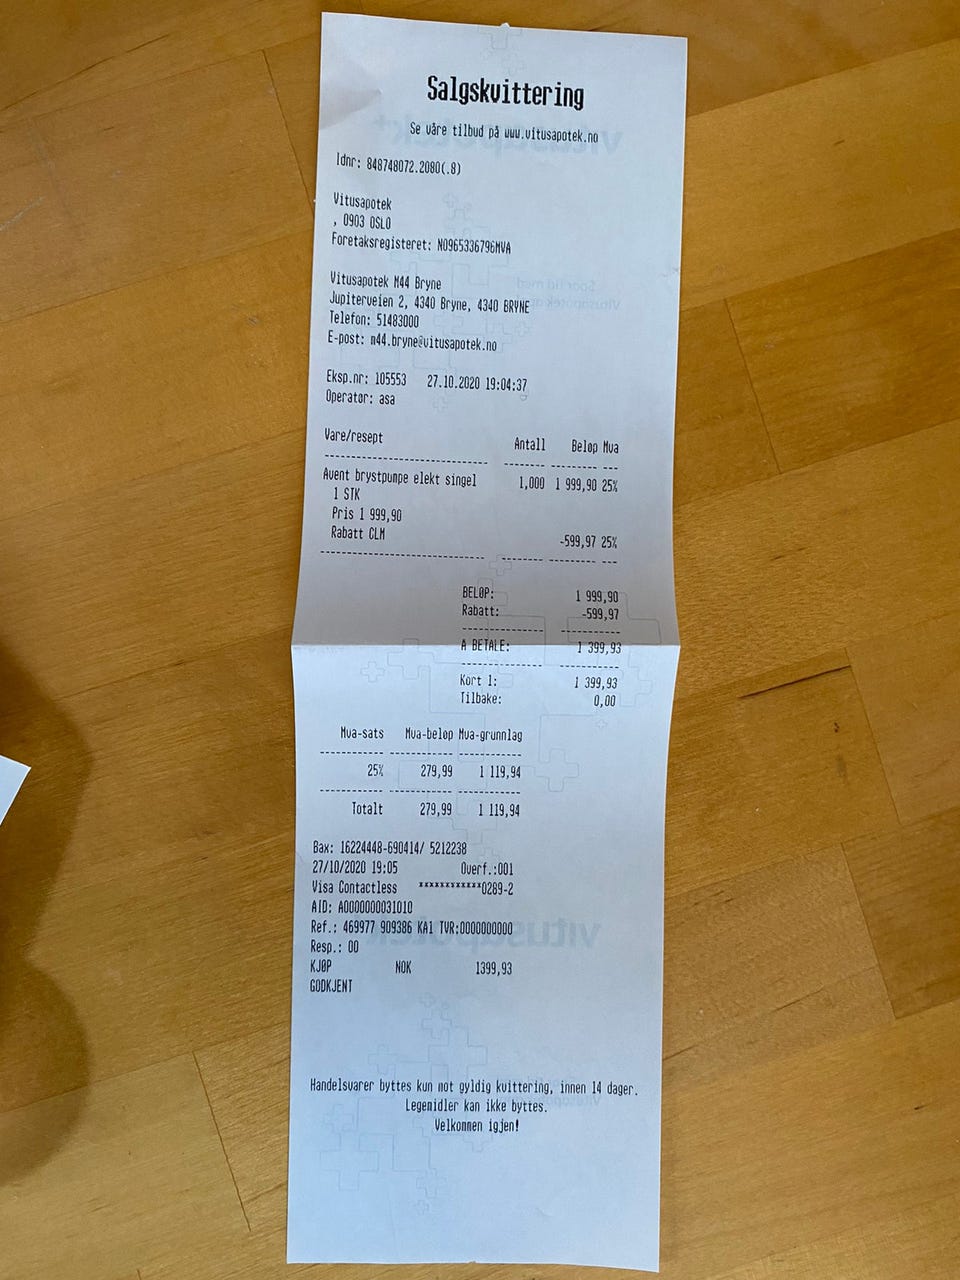 Salgskvittering
Se våre tilbud på www.vitusapotek.no
Idnr: 848748072.2080(.8)
Vitusapotek
, 0903 OSLO
Foretaksregisteret: NO965336796MVA
Vitusapotek M44 Bryne
Jupiterveien 2, 4340 Bryne, 4340 BRYNE
Telefon: 51483000
E-post: m44.bryne@vitusapotek.no
Eksp.nr: 105553 27.10.2020 19:04:37
Operatør: asa
Vare/resept Antall Beløp Mva
Avent brystpumpe elekt singel 1,000 1 999,90 25%
1 STK
Pris 1 999,90
Rabatt CLM -599,97 25%
BELØP: 1 999,90
Rabatt: -599,97
A BETALE: 1 399,93
Kort 1: 1 399,93
Tilbake: 0,00
Mva-sats Mva-beløp Mva-grunnlag
25% 279,99 1 119,94
Totalt 279,99 1 119,94
Bax: 16224448-690414/ 5212238
27/10/2020 19:05 Overf.:001
Visa Contactless ************0289-2
AID: A0000000031010
Ref.: 469977 909386 KA1 TVR:0000000000
Resp.: 00
KJØP NOK 1399,93
GODKJENT
Handelsvarer byttes kun mot gyldig kvittering, innen 14 dager.
Legemidler kan ikke byttes.
Velkommen igjen!